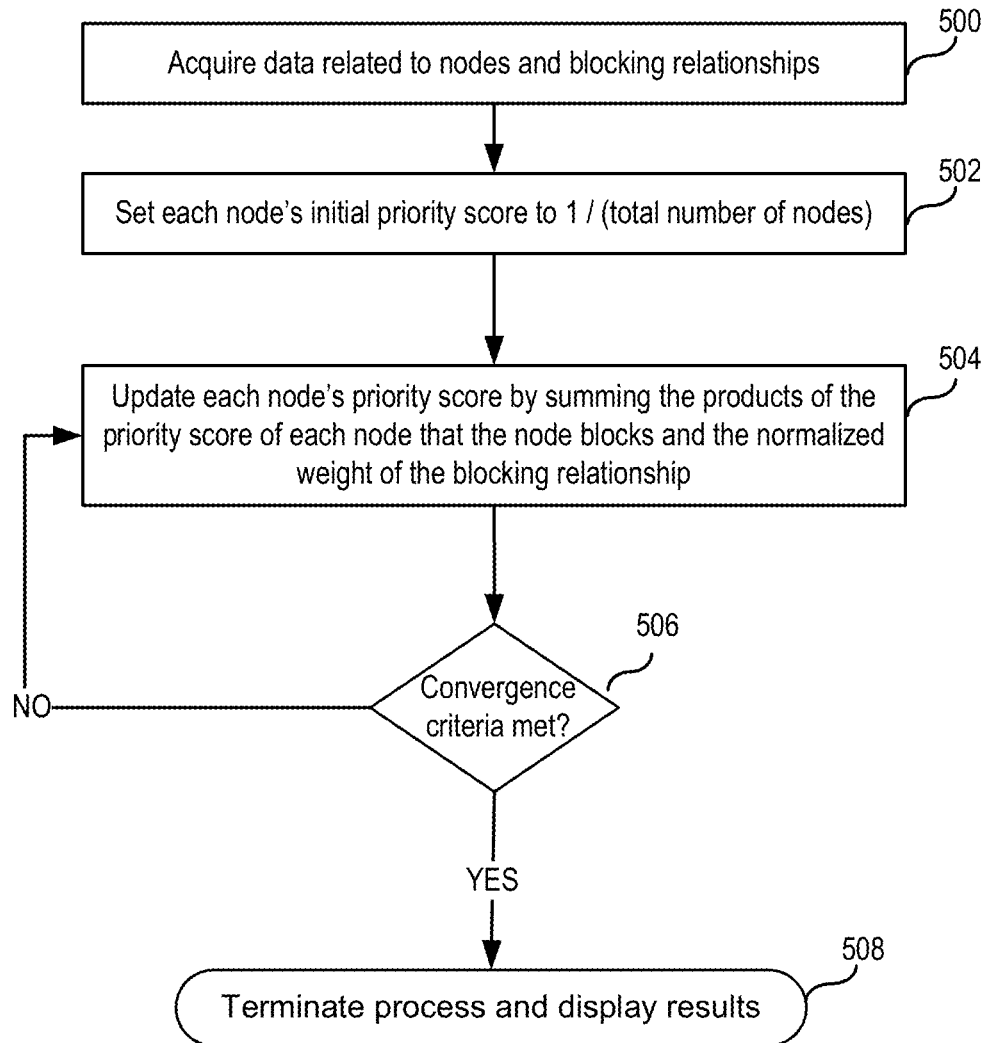 500
Acquire data related to nodes and blocking relationships
502
Set each node's initial priority score to 1 / (total number of nodes)
504
Update each node's priority score by summing the products of the
priority score of each node that the node blocks and the normalized
weight of the blocking relationship
506
Convergence
criteria met?
NO
YES
508
Terminate process and display results